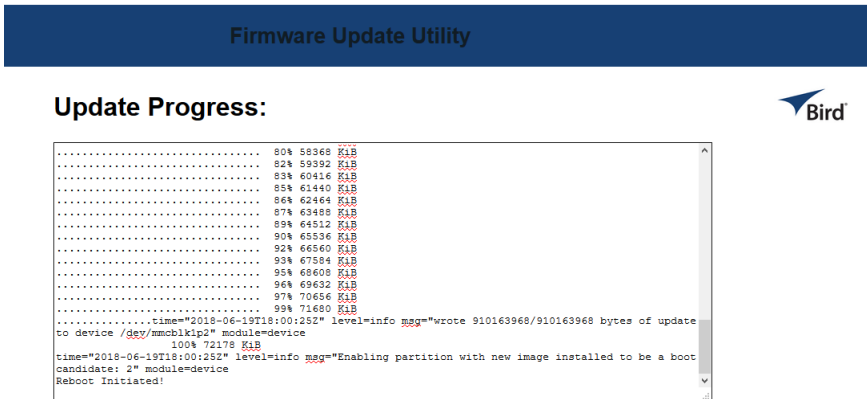 Firmware Update Utility
Update Progress:
Bird
................................ 80% 58368 KiB
................................ 82% 59392 KiB
................................ 83% 60416 KiB
................................ 85% 61440 KiB
................................ 86% 62464 KiB
................................ 87% 63488 KiB
................................ 89% 64512 KiB
................................ 90% 65536 KiB
................................ 92% 66560 KiB
................................ 93% 67584 KiB
................................ 95% 68608 KiB
................................ 96% 69632 KiB
................................ 97% 70656 KiB
................................ 99% 71680 KiB
...............time="2018-06-19T18:00:25Z" level=info msg="wrote 910163968/910163968 bytes of update
to device /dev/mmcblk1p2" module=device
100% 72178 KiB
time="2018-06-19T18:00:25Z" level=info msg="Enabling partition with new image installed to be a boot
candidate: 2" module=device
Reboot Initiated!